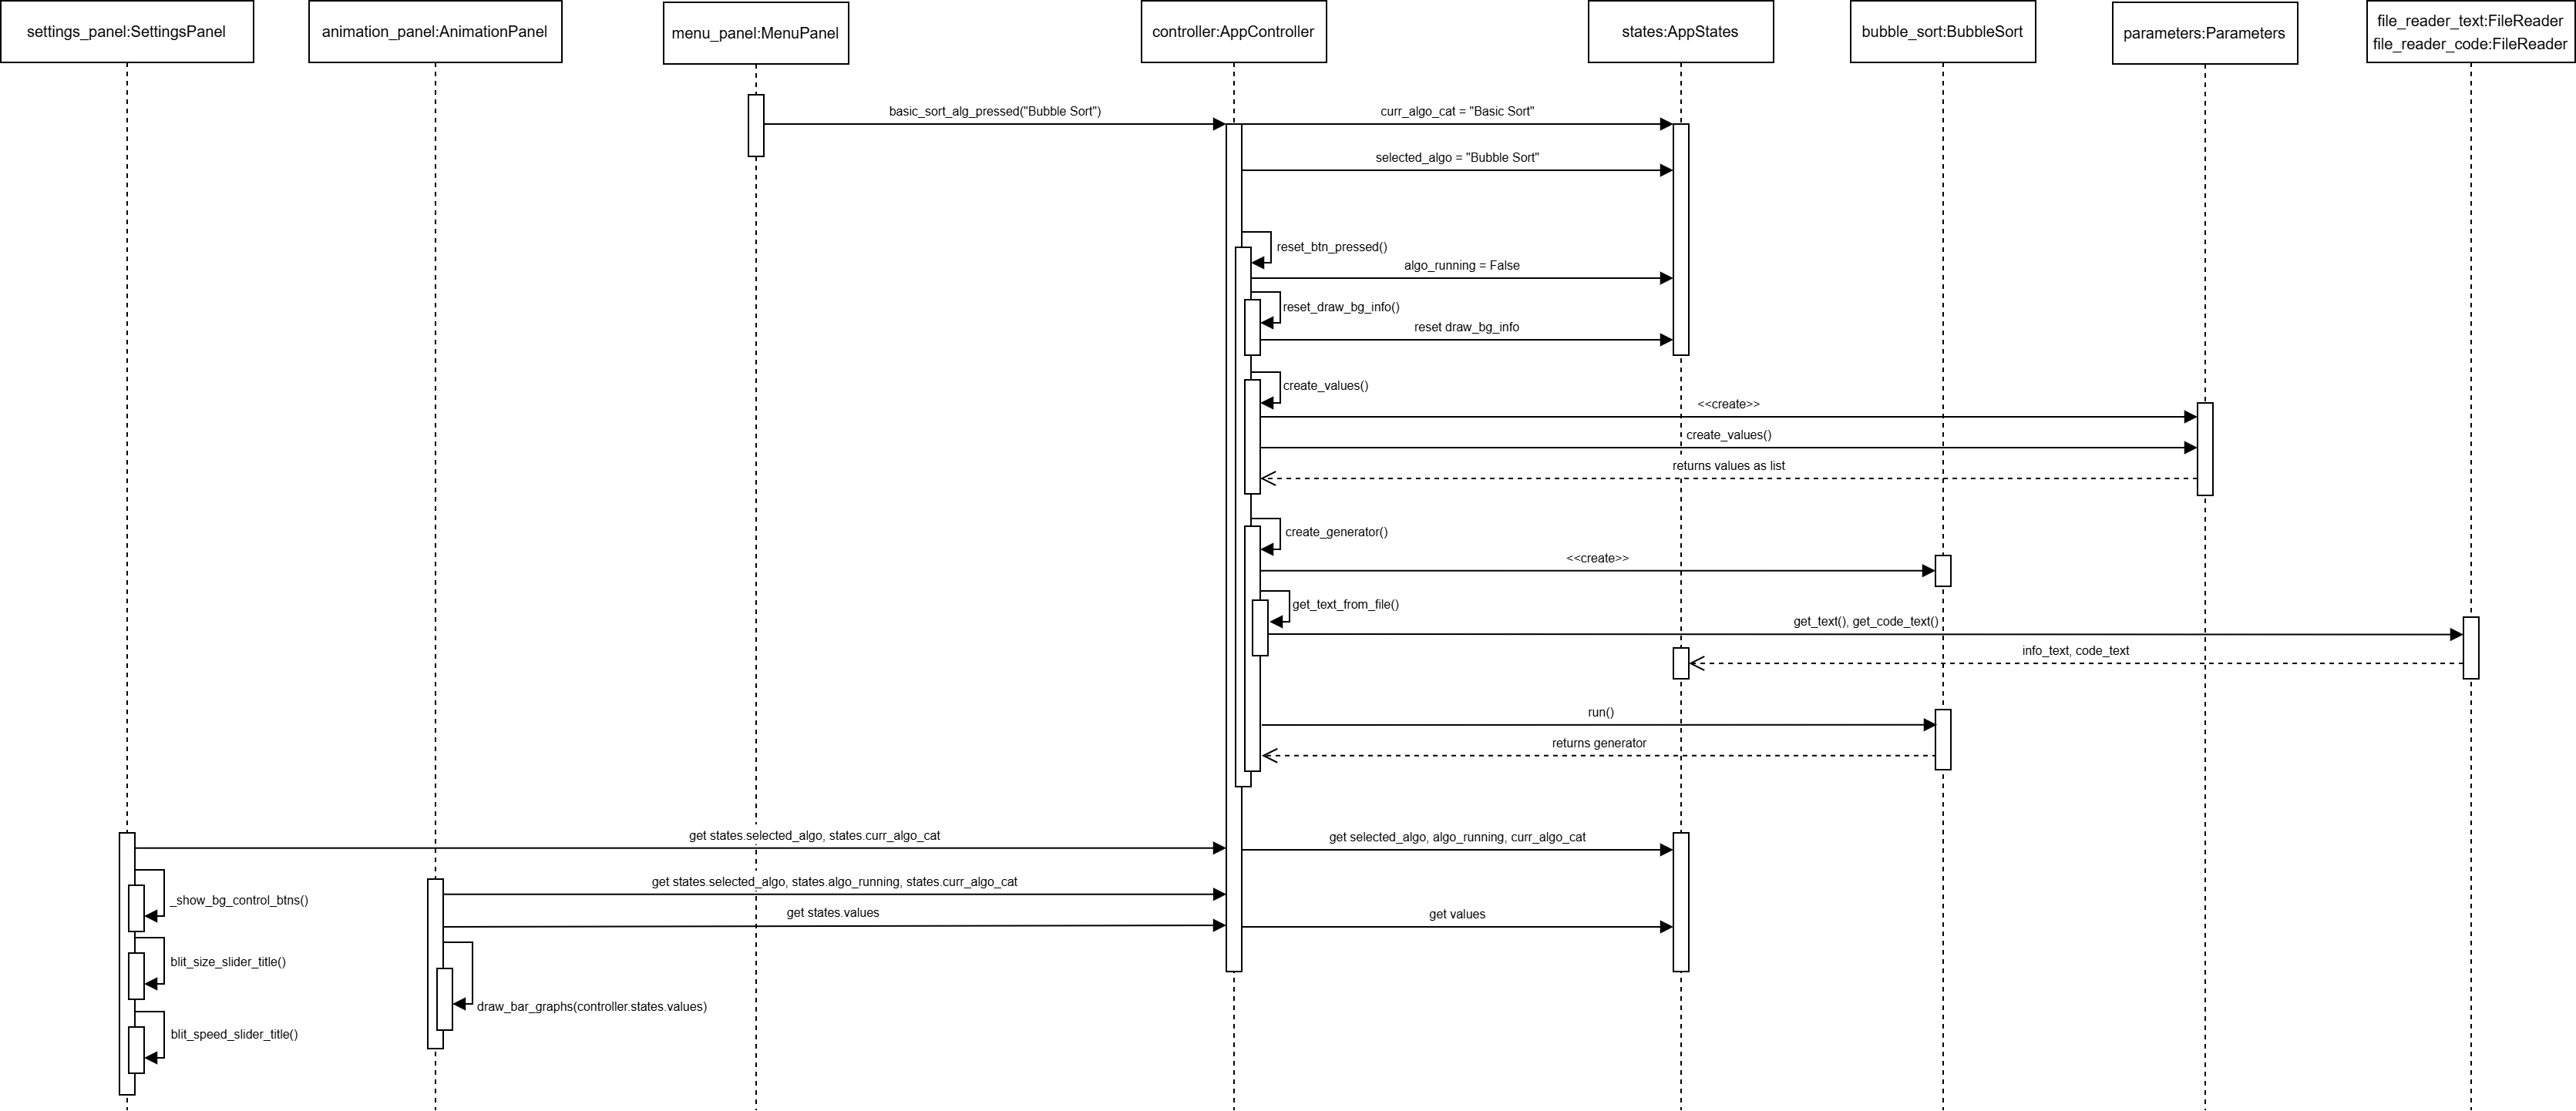 settings_panel:SettingsPanel
animation_panel:AnimationPanel
menu_panel:MenuPanel
controller:AppController
states:AppStates
bubble_sort:BubbleSort
parameters:Parameters
file_reader_text:FileReader
file_reader_code:FileReader
basic_sort_alg_pressed("Bubble Sort")
curr_algo_cat = "Basic Sort"
selected_algo = "Bubble Sort"
reset_btn_pressed()
algo_running = False
reset_draw_bg_info()
reset draw_bg_info
create_values()
<<create>>
create_values()
returns values as list
create_generator()
<<create>>
get_text_from_file()
get_text(), get_code_text()
info_text, code_text
run()
returns generator
get states.selected_algo, states.curr_algo_cat
get selected_algo, algo_running, curr_algo_cat
_show_bg_control_btns()
get states.selected_algo, states.algo_running, states.curr_algo_cat
get states.values
get values
blit_size_slider_title()
draw_bar_graphs(controller.states.values)
blit_speed_slider_title()